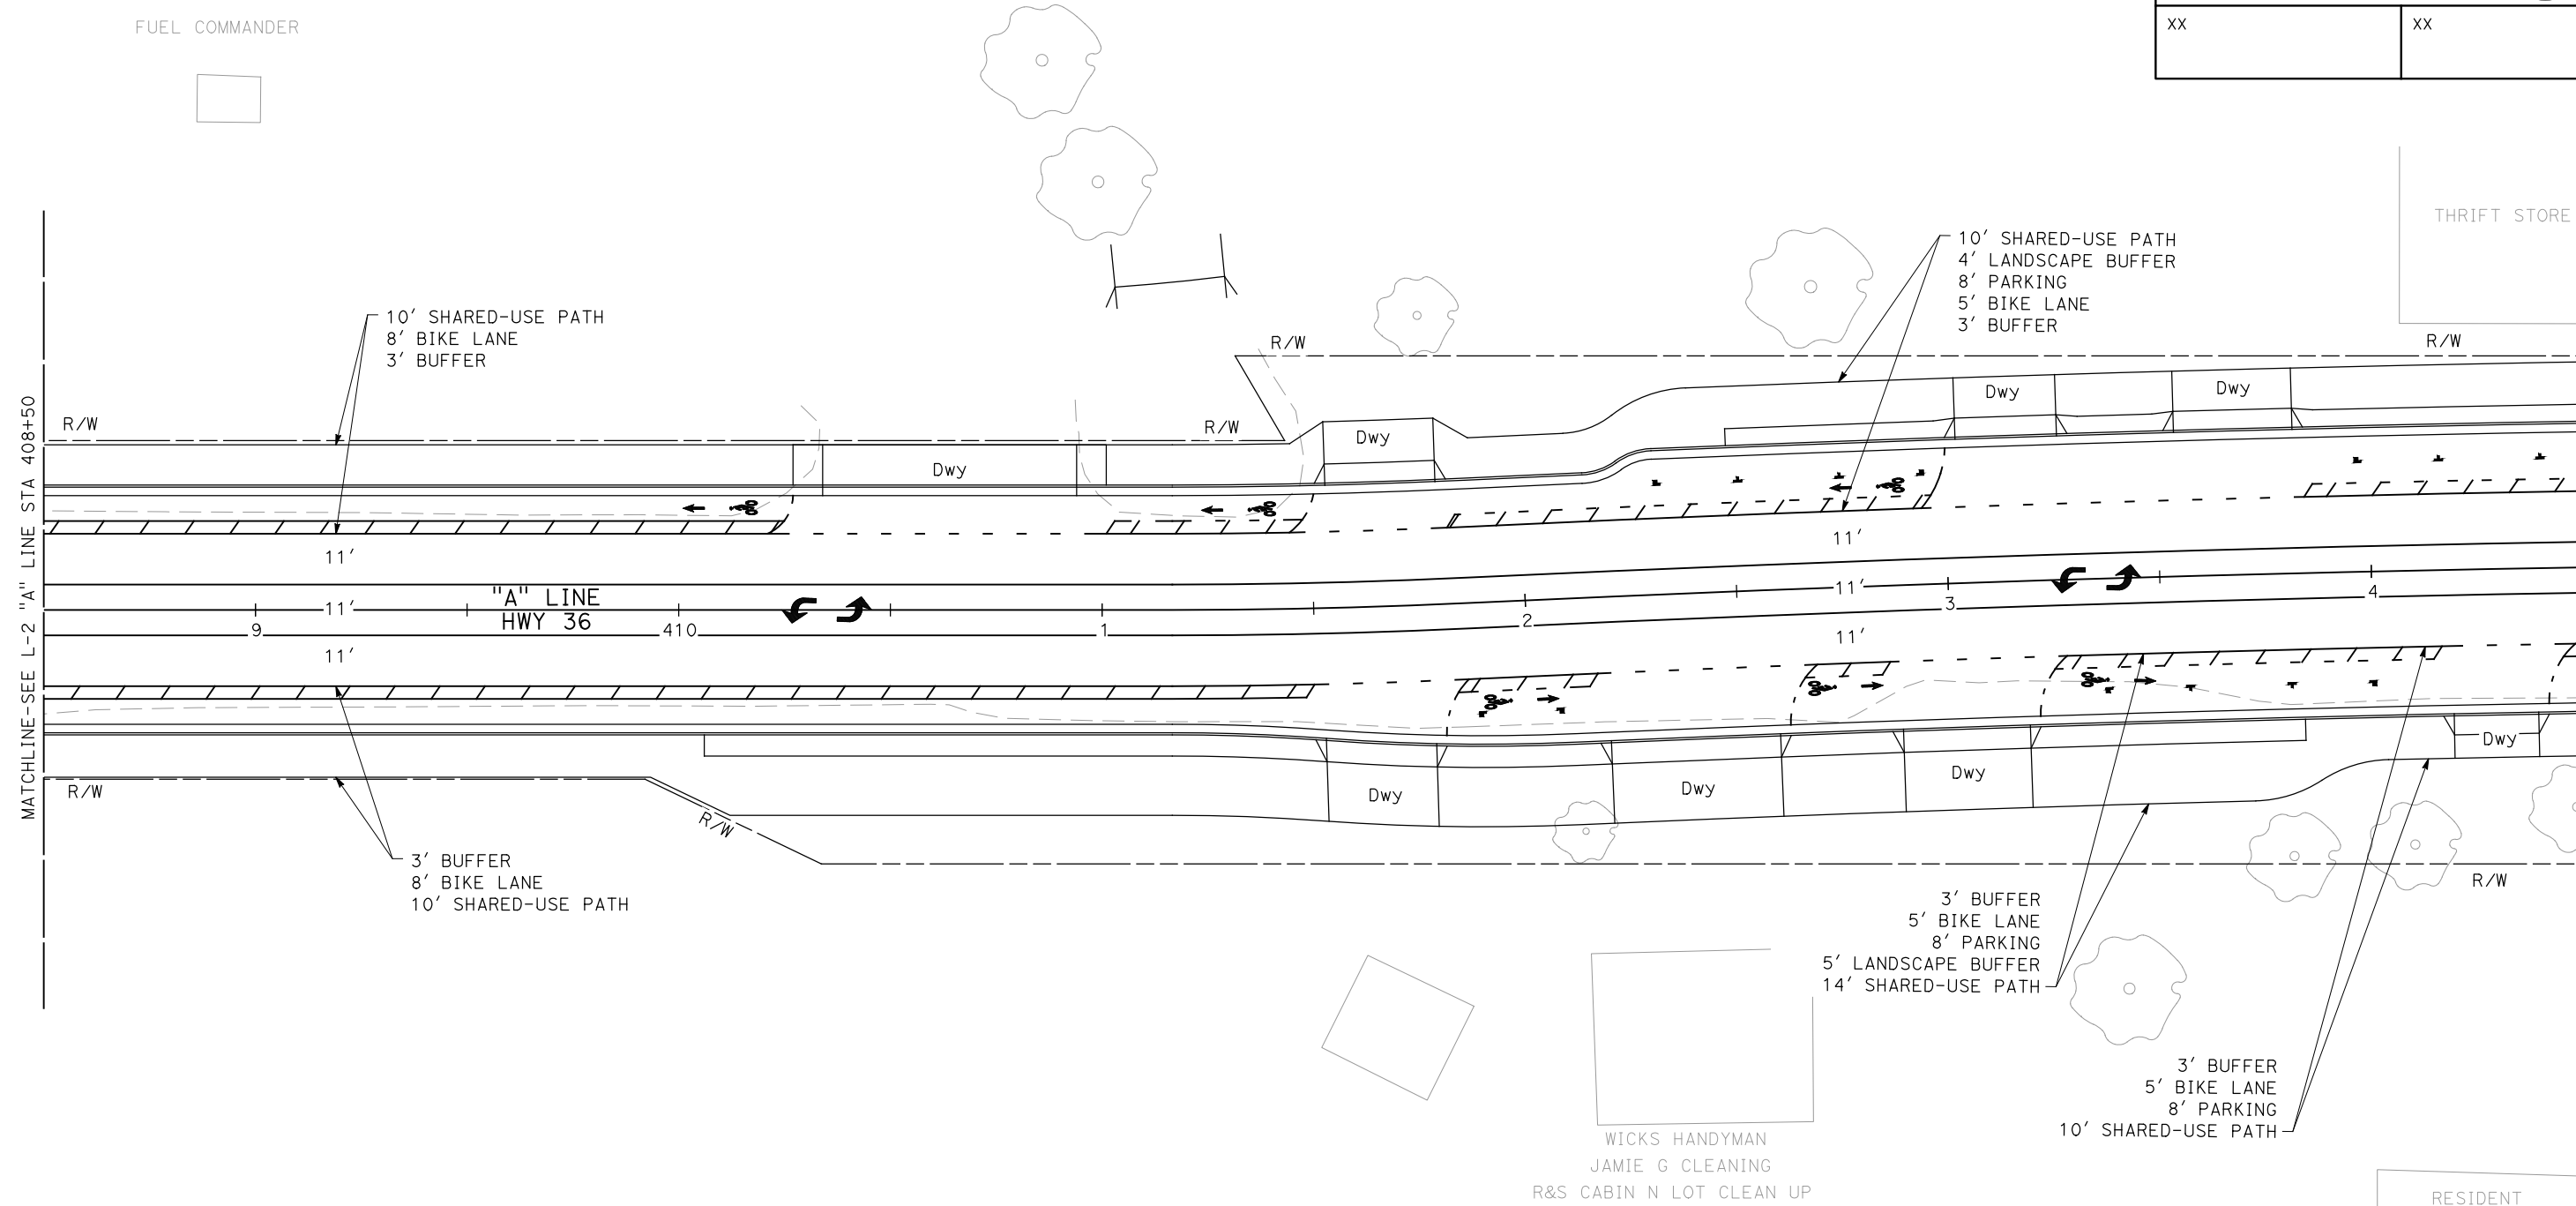 FUEL COMMANDER
XX
XX
THRIFT STORE
10' SHARED-USE PATH
4' LANDSCAPE BUFFER
8' PARKING
5' BIKE LANE
3' BUFFER
10' SHARED-USE PATH
8' BIKE LANE
3' BUFFER
R/W
R/W
R/W
R/W
Dwy
Dwy
Dwy
Dwy
MATCHLINE-SEE L-2 "A" LINE STA 408+50
11'
11'
"A" LINE
HWY 36
11'
11'
11'
11'
9
410
1
2
3
4
Dwy
Dwy
Dwy
Dwy
R/W
R/W
R/W
3' BUFFER
8' BIKE LANE
10' SHARED-USE PATH
3' BUFFER
5' BIKE LANE
8' PARKING
5' LANDSCAPE BUFFER
14' SHARED-USE PATH
3' BUFFER
5' BIKE LANE
8' PARKING
10' SHARED-USE PATH
WICKS HANDYMAN
JAMIE G CLEANING
R&S CABIN N LOT CLEAN UP
RESIDENT